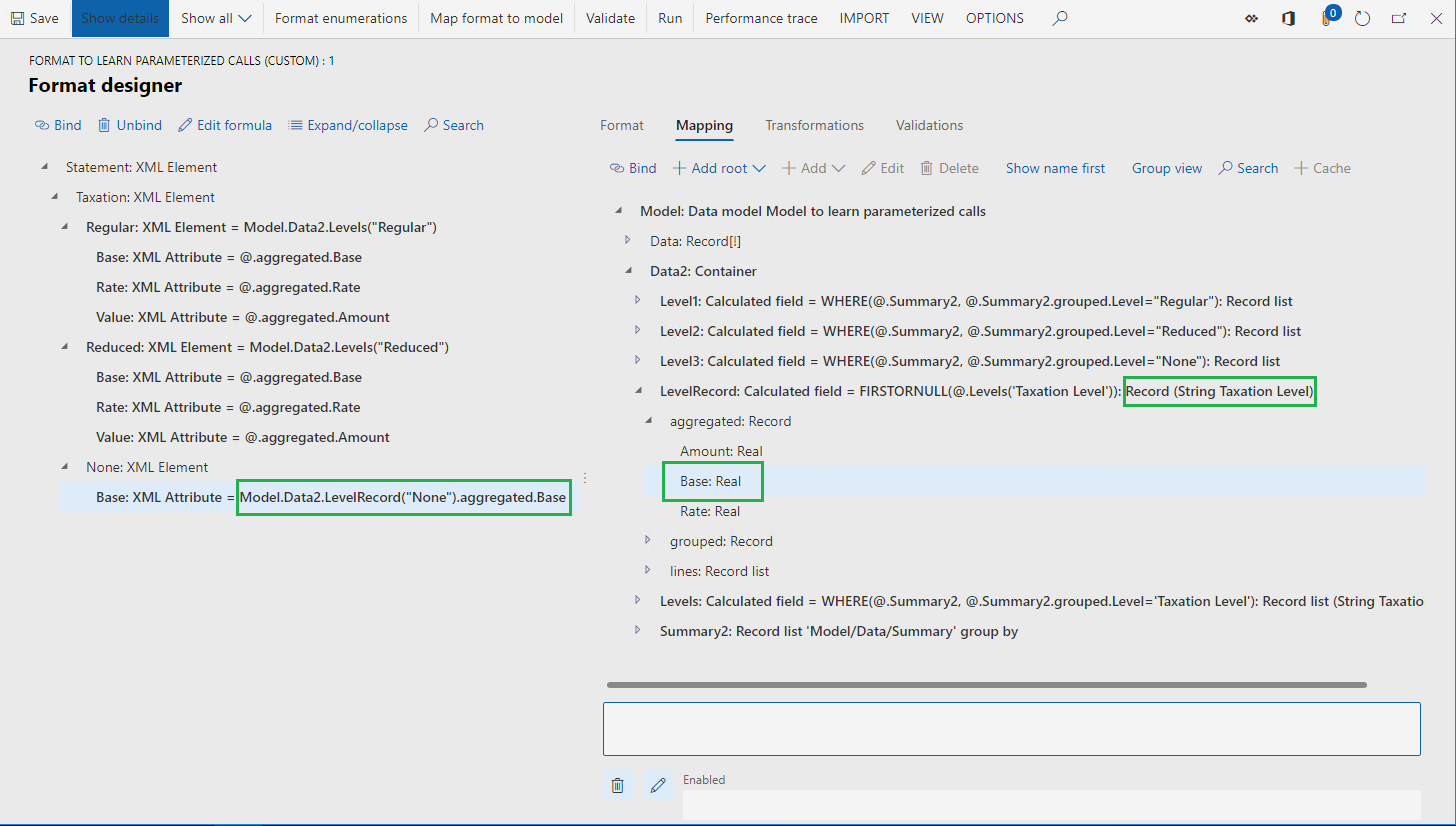 Save Show details Show all Format enumerations Map format to model Validate Run Performance trace IMPORT VIEW OPTIONS 0
FORMAT TO LEARN PARAMETERIZED CALLS (CUSTOM) : 1
Format designer
Bind Unbind Edit formula Expand/collapse Search
Statement: XML Element
Taxation: XML Element
Regular: XML Element = Model.Data2.Levels("Regular")
Base: XML Attribute = @.aggregated.Base
Rate: XML Attribute = @.aggregated.Rate
Value: XML Attribute = @.aggregated.Amount
Reduced: XML Element = Model.Data2.Levels("Reduced")
Base: XML Attribute = @.aggregated.Base
Rate: XML Attribute = @.aggregated.Rate
Value: XML Attribute = @.aggregated.Amount
None: XML Element
Base: XML Attribute = Model.Data2.LevelRecord("None").aggregated.Base
Format Mapping Transformations Validations
Bind Add root Add Edit Delete Show name first Group view Search Cache
Model: Data model Model to learn parameterized calls
Data: Record[!]
Data2: Container
Level1: Calculated field = WHERE(@.Summary2, @.Summary2.grouped.Level="Regular"): Record list
Level2: Calculated field = WHERE(@.Summary2, @.Summary2.grouped.Level="Reduced"): Record list
Level3: Calculated field = WHERE(@.Summary2, @.Summary2.grouped.Level="None"): Record list
LevelRecord: Calculated field = FIRSTORNULL(@.Levels('Taxation Level')): Record (String Taxation Level)
aggregated: Record
Amount: Real
Base: Real
Rate: Real
grouped: Record
lines: Record list
Levels: Calculated field = WHERE(@.Summary2, @.Summary2.grouped.Level='Taxation Level'): Record list (String Taxatio
Summary2: Record list 'Model/Data/Summary' group by
Enabled